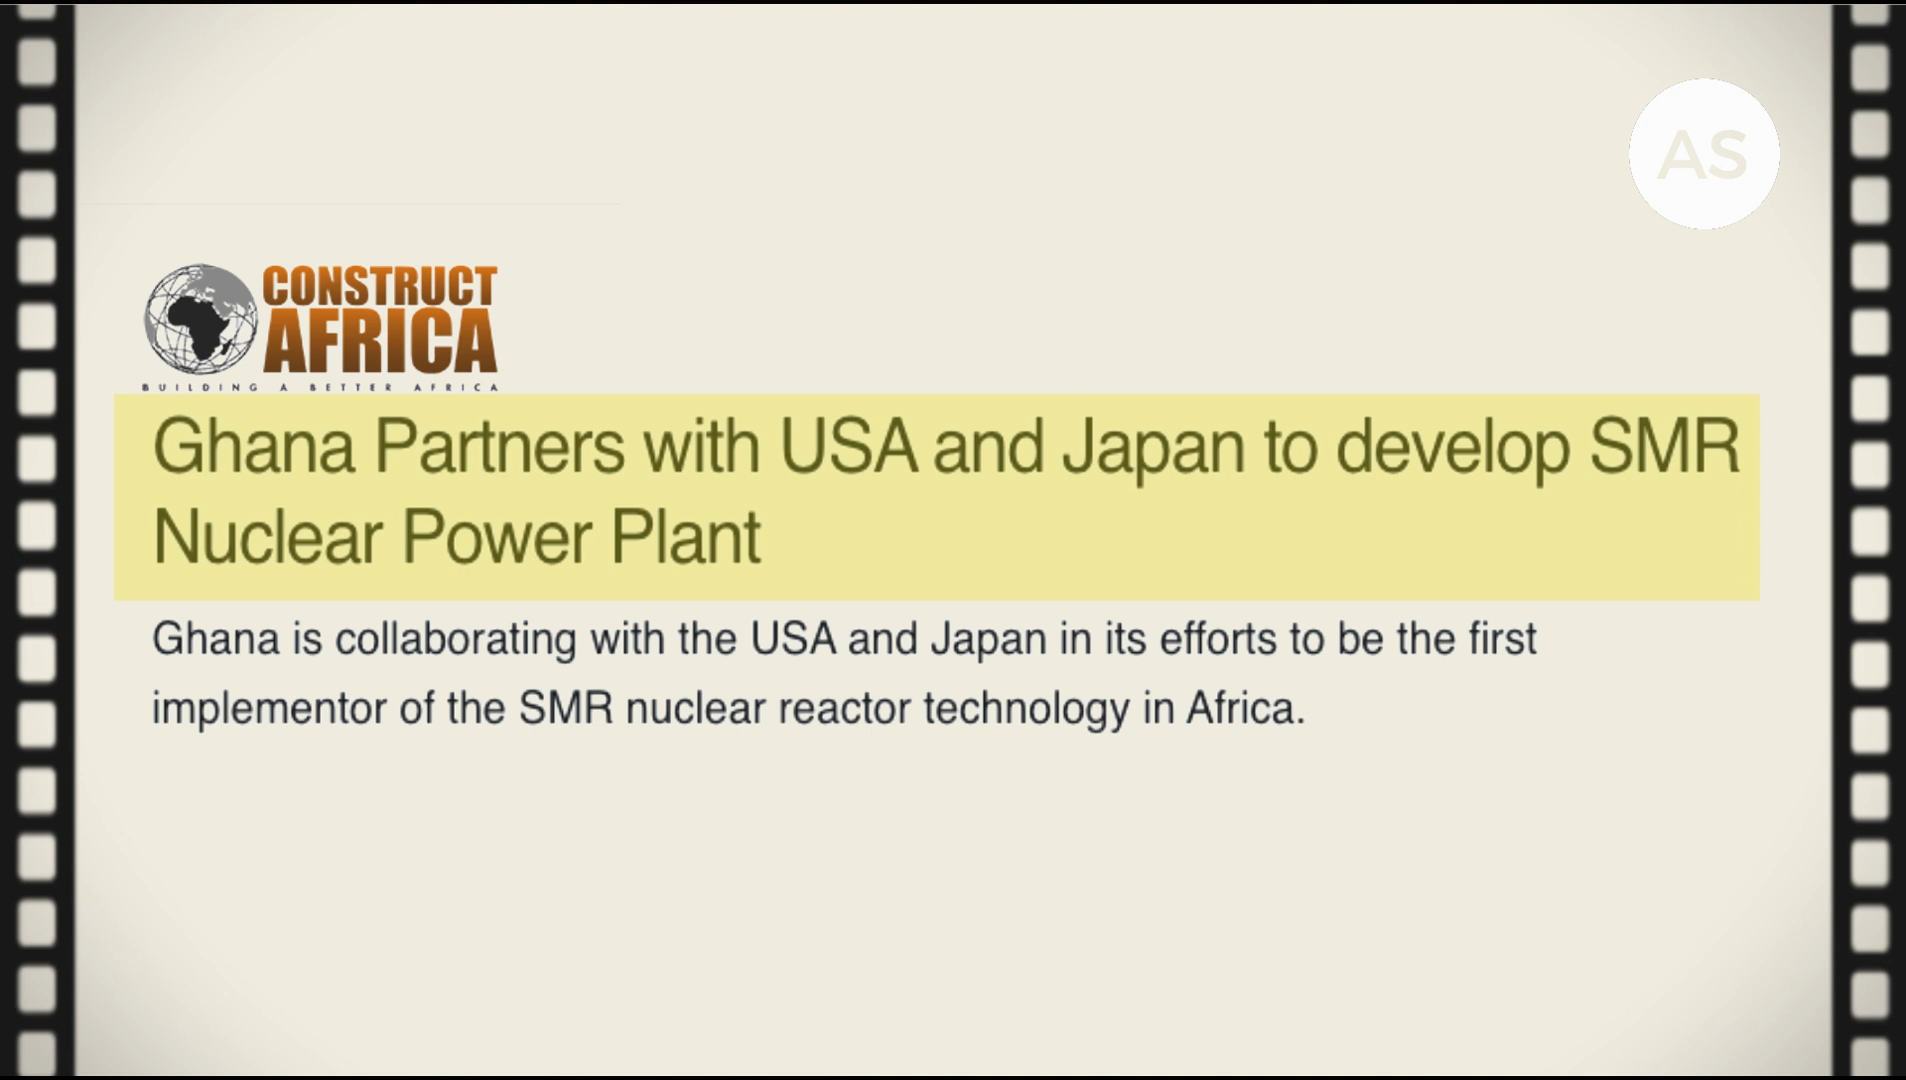 AS
CONSTRUCT
AFRICA
BUILDING A BETTER AFRICA
Ghana Partners with USA and Japan to develop SMR
Nuclear Power Plant
Ghana is collaborating with the USA and Japan in its efforts to be the first
implementor of the SMR nuclear reactor technology in Africa.